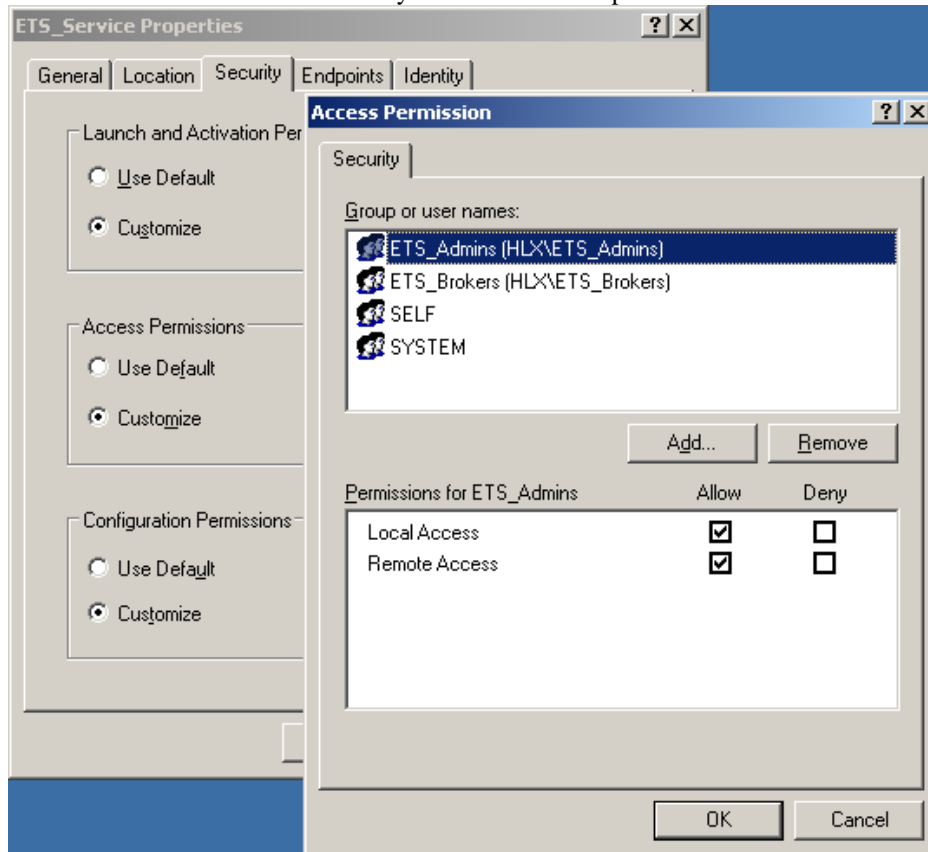 ETS_Service Properties
General Location Security Endpoints Identity
Launch and Activation Per
Use Default
Customize
Access Permissions
Use Default
Customize
Configuration Permissions
Use Default
Customize
Access Permission
Security
Group or user names:
ETS_Admins (HLX\ETS_Admins)
ETS_Brokers (HLX\ETS_Brokers)
SELF
SYSTEM
Add... Remove
Permissions for ETS_Admins Allow Deny
Local Access
Remote Access
OK Cancel